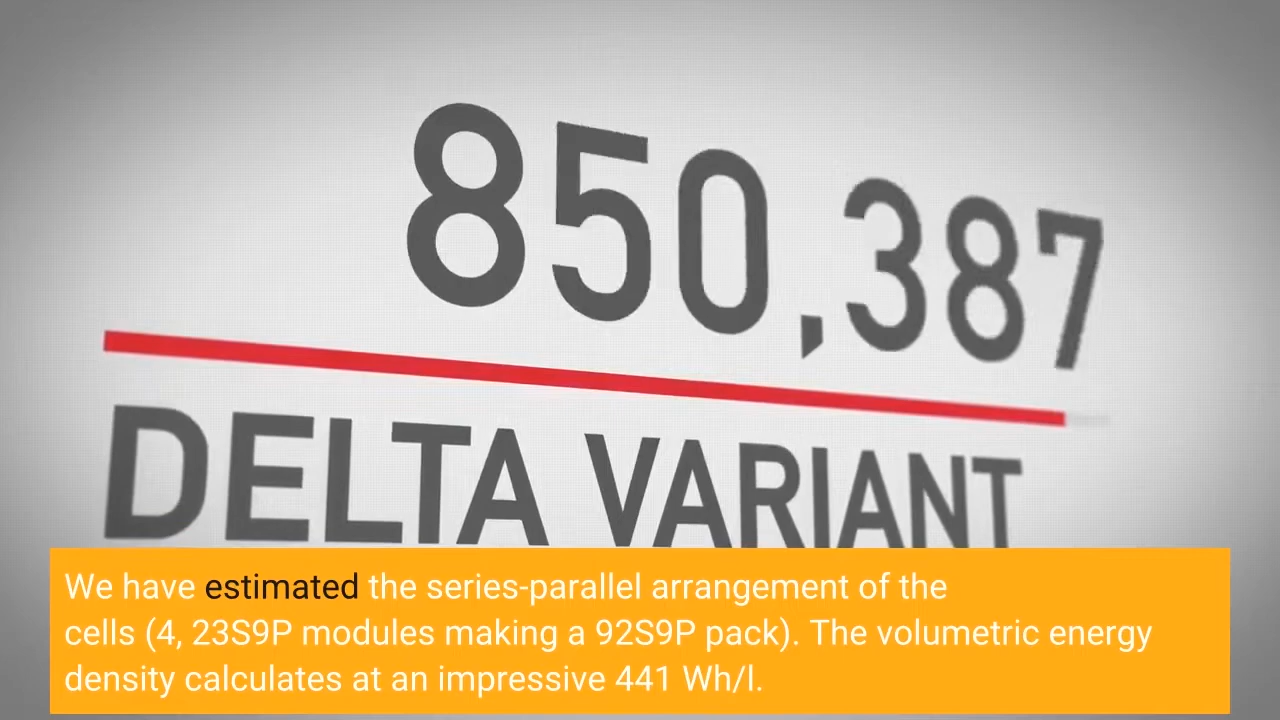 850,387
DELTA VARIANT
We have estimated the series-parallel arrangement of the
cells (4, 23S9P modules making a 92S9P pack). The volumetric energy
density calculates at an impressive 441 Wh/l.